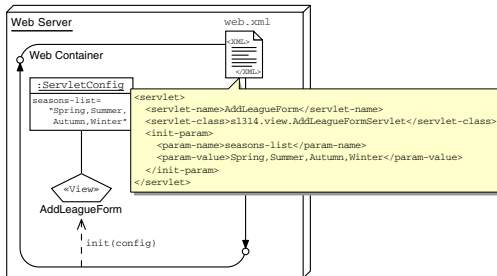 Web Server
web.xml
<XML>
</XML>
Web Container
:ServletConfig
seasons-list=
"Spring,Summer,
Autumn,Winter"
<servlet>
<servlet-name>AddLeagueForm</servlet-name>
<servlet-class>sl314.view.AddLeagueFormServlet</servlet-class>
<init-param>
<param-name>seasons-list</param-name>
<param-value>Spring,Summer,Autumn,Winter</param-value>
</init-param>
</servlet>
«View»
AddLeagueForm
init(config)